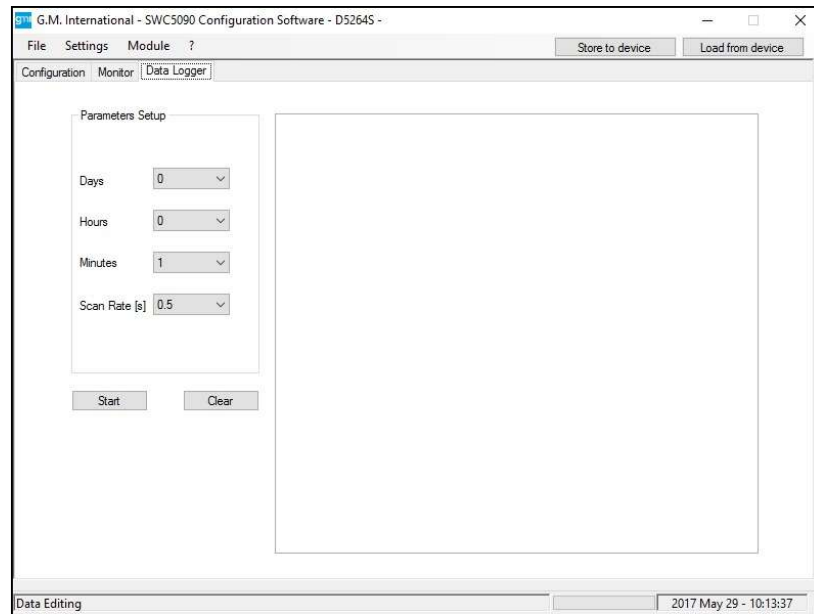 gmi G.M. International - SWC5090 Configuration Software - D5264S -
File Settings Module ? Store to device Load from device
Configuration Monitor Data Logger
Parameters Setup
Days 0
Hours 0
Minutes 1
Scan Rate [s] 0.5
Start Clear
Data Editing 2017 May 29 - 10:13:37